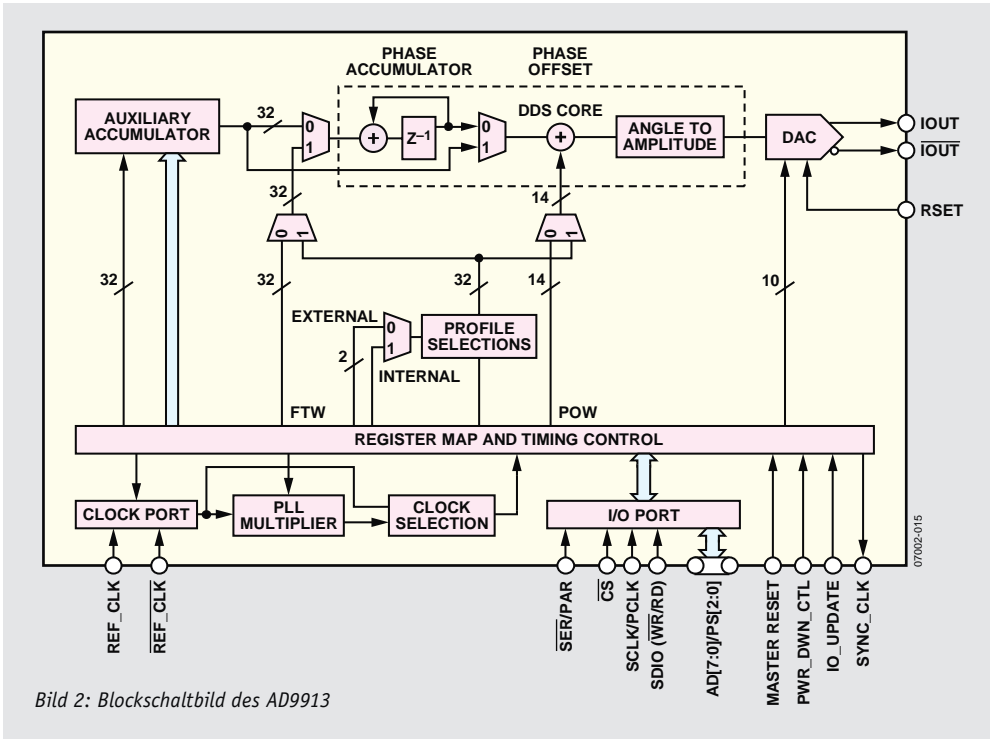 PHASE
ACCUMULATOR
PHASE
OFFSET
AUXILIARY
ACCUMULATOR
32
0
1
+
Z–1
0
1
DDS CORE
+
ANGLE TO
AMPLITUDE
DAC
IOUT
IOUT
RSET
32
14
0 1
0 1
32
32
32
14
10
EXTERNAL
0
1
2
INTERNAL
PROFILE
SELECTIONS
FTW
POW
REGISTER MAP AND TIMING CONTROL
CLOCK PORT
PLL
MULTIPLIER
CLOCK
SELECTION
I/O PORT
07002-015
REF_CLK
REF_CLK
SER/PAR
CS
SCLK/PCLK
SDIO (WR/RD)
AD[7:0]/PS[2:0]
MASTER RESET
PWR_DWN_CTL
IO_UPDATE
SYNC_CLK
Bild 2: Blockschaltbild des AD9913